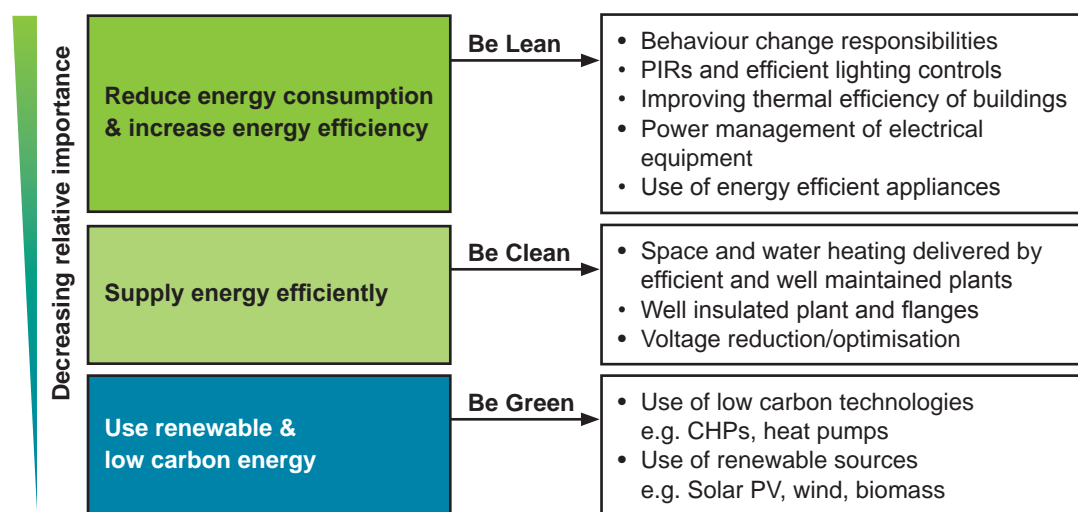 Decreasing relative importance
Reduce energy consumption
& increase energy efficiency
Be Lean
• Behaviour change responsibilities
• PIRs and efficient lighting controls
• Improving thermal efficiency of buildings
• Power management of electrical
equipment
• Use of energy efficient appliances
Supply energy efficiently
Be Clean
• Space and water heating delivered by
efficient and well maintained plants
• Well insulated plant and flanges
• Voltage reduction/optimisation
Use renewable &
low carbon energy
Be Green
• Use of low carbon technologies
e.g. CHPs, heat pumps
• Use of renewable sources
e.g. Solar PV, wind, biomass